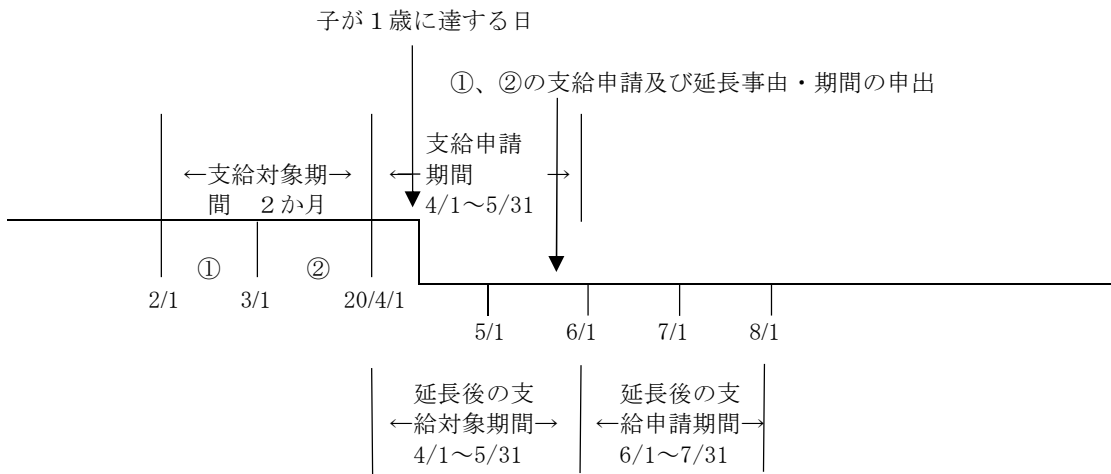 子が１歳に達する日
①、②の支給申請及び延長事由・期間の申出
←支給対象期→
間　２か月
支給申請
←期間→
4/1～5/31
①
②
2/1
3/1
20/4/1
5/1
6/1
7/1
8/1
延長後の支
←給対象期間→
4/1～5/31
延長後の支
←給申請期間→
6/1～7/31